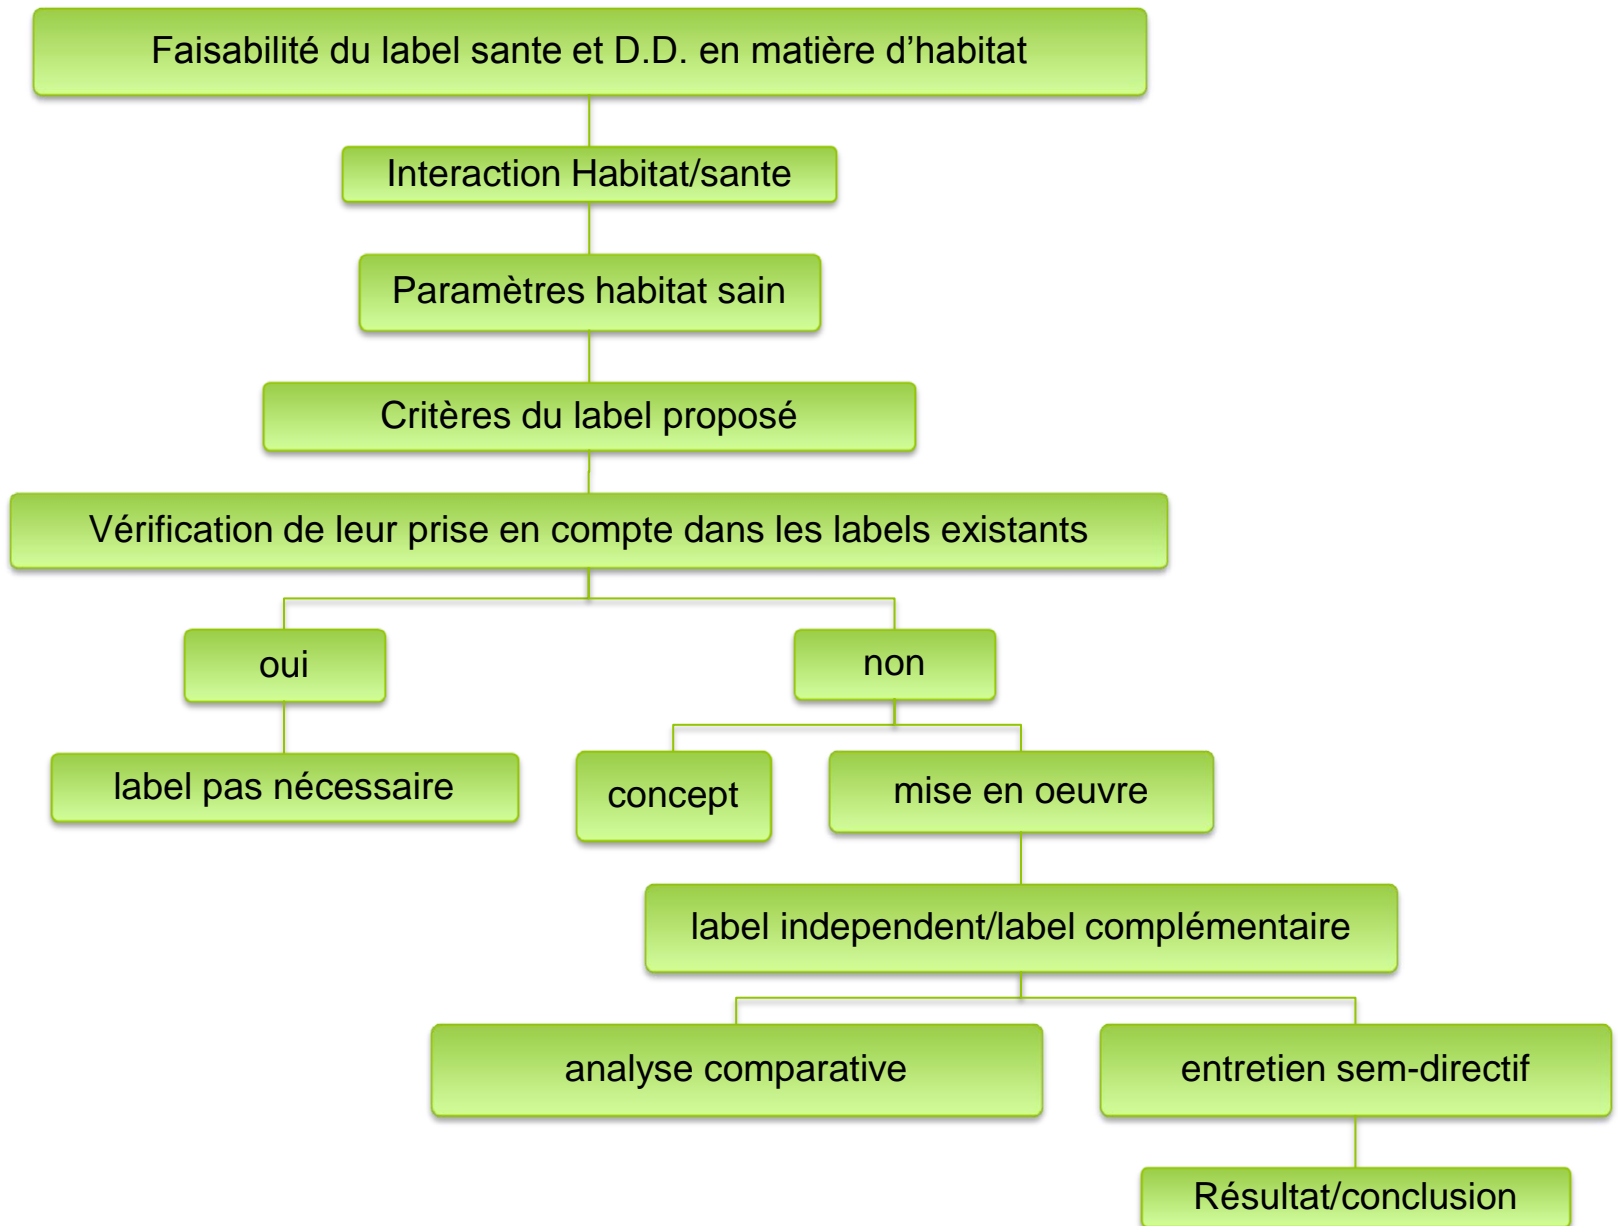 Faisabilité du label sante et D.D. en matière d’habitat
Interaction Habitat/sante
Paramètres habitat sain
Critères du label proposé
Vérification de leur prise en compte dans les labels existants
oui
non
label pas nécessaire
concept
mise en oeuvre
label independent/label complémentaire
analyse comparative
entretien sem-directif
Résultat/conclusion